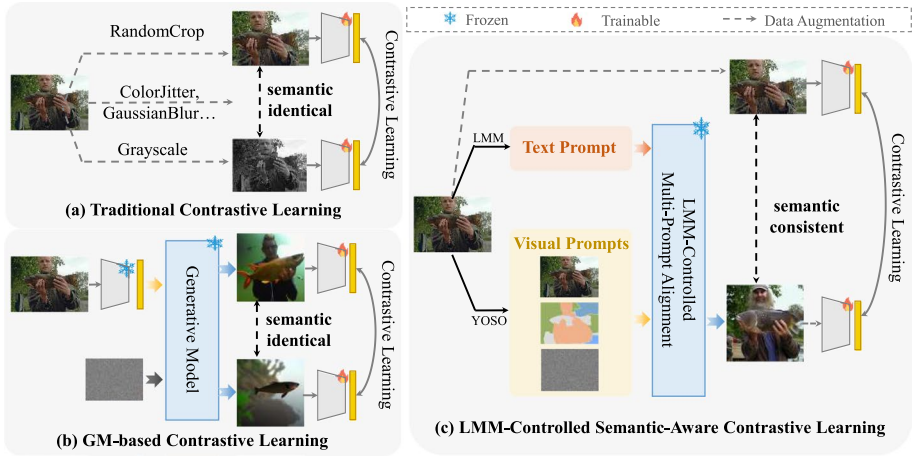 Frozen
Trainable
Data Augmentation
RandomCrop
ColorJitter,
GaussianBlur…
Grayscale
semantic
identical
Contrastive Learning
(a) Traditional Contrastive Learning
Generative Model
semantic
identical
Contrastive Learning
(b) GM-based Contrastive Learning
LMM
Text Prompt
YOSO
Visual Prompts
LMM-Controlled
Multi-Prompt Alignment
semantic
consistent
Contrastive Learning
(c) LMM-Controlled Semantic-Aware Contrastive Learning